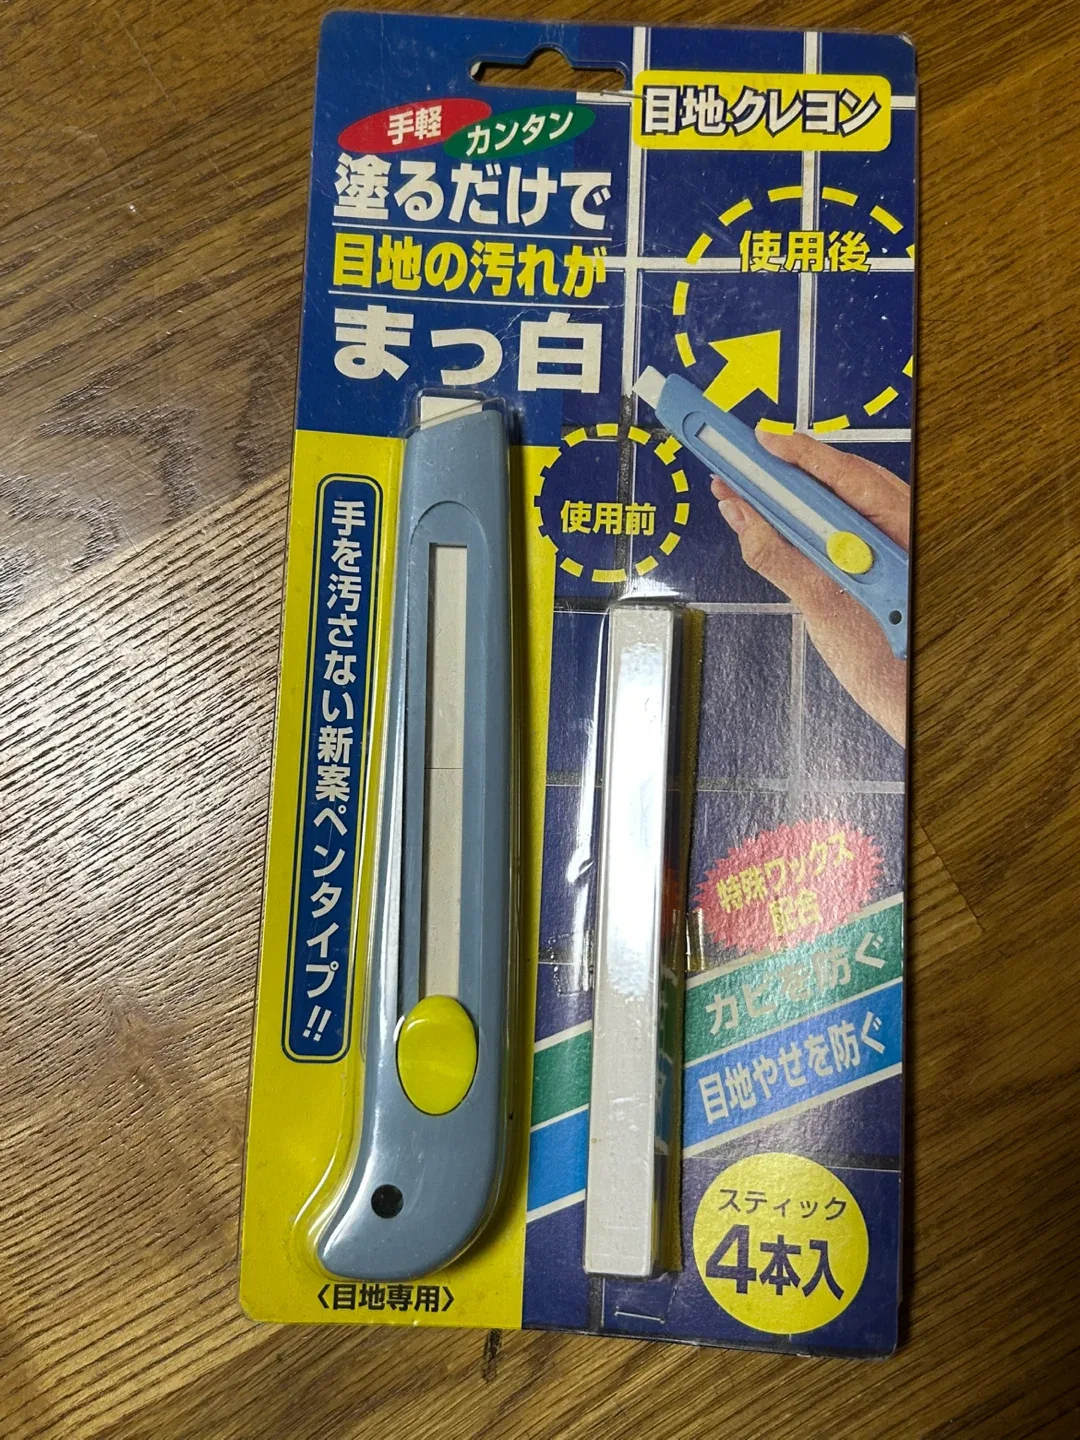 目地クレヨン
手軽
カンタン
塗るだけで
目地の汚れが
まっ白
使用後
使用前
手を汚さない新案ペンタイプ!!
特殊ワックス
配合
カビを防ぐ
目地やせを防ぐ
スティック
4本入
〈目地専用〉